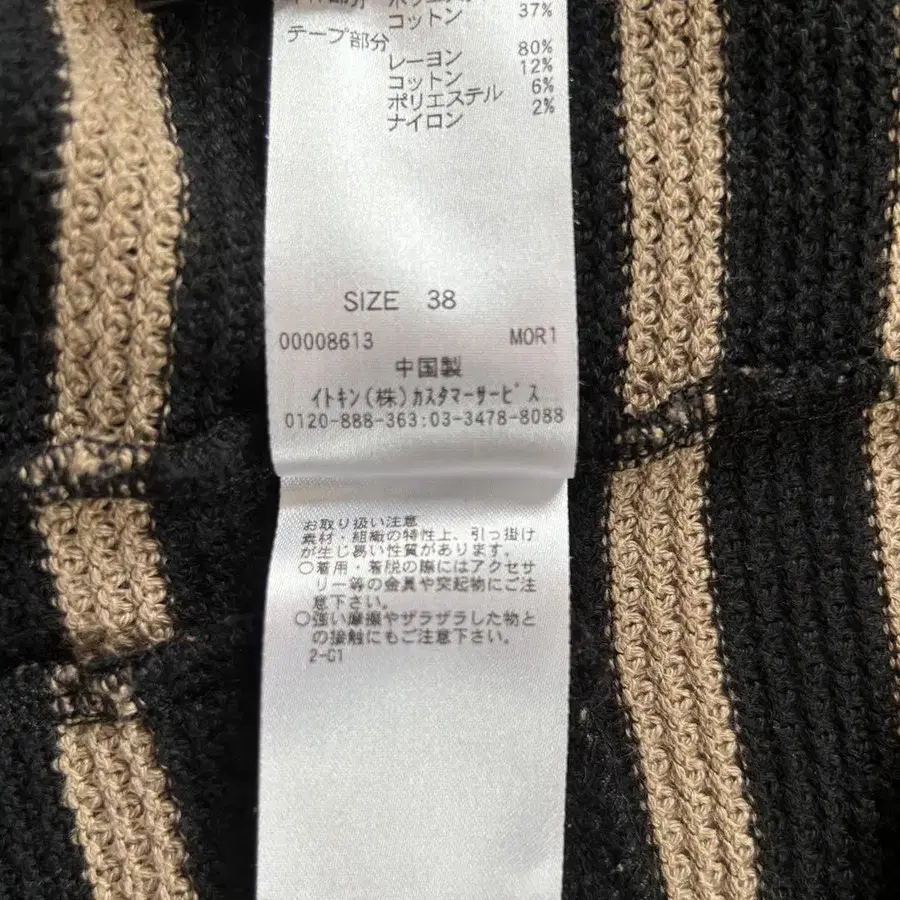 コットン 37%
テープ部分
レーヨン 80%
コットン 12%
ポリエステル 6%
ナイロン 2%
SIZE 38
00008613 MOR1
中国製
イトキン(株)カスタマーサービス
0120-888-363:03-3478-8088
お取り扱い注意
素材・組織の特性上、引っ掛け
が生じ易い性質があります。
○着用・着脱の際にはアクセサ
リー等の金具や突起物にご注
意下さい。
○強い摩擦やザラザラした物と
の接触にもご注意下さい。
2-C1